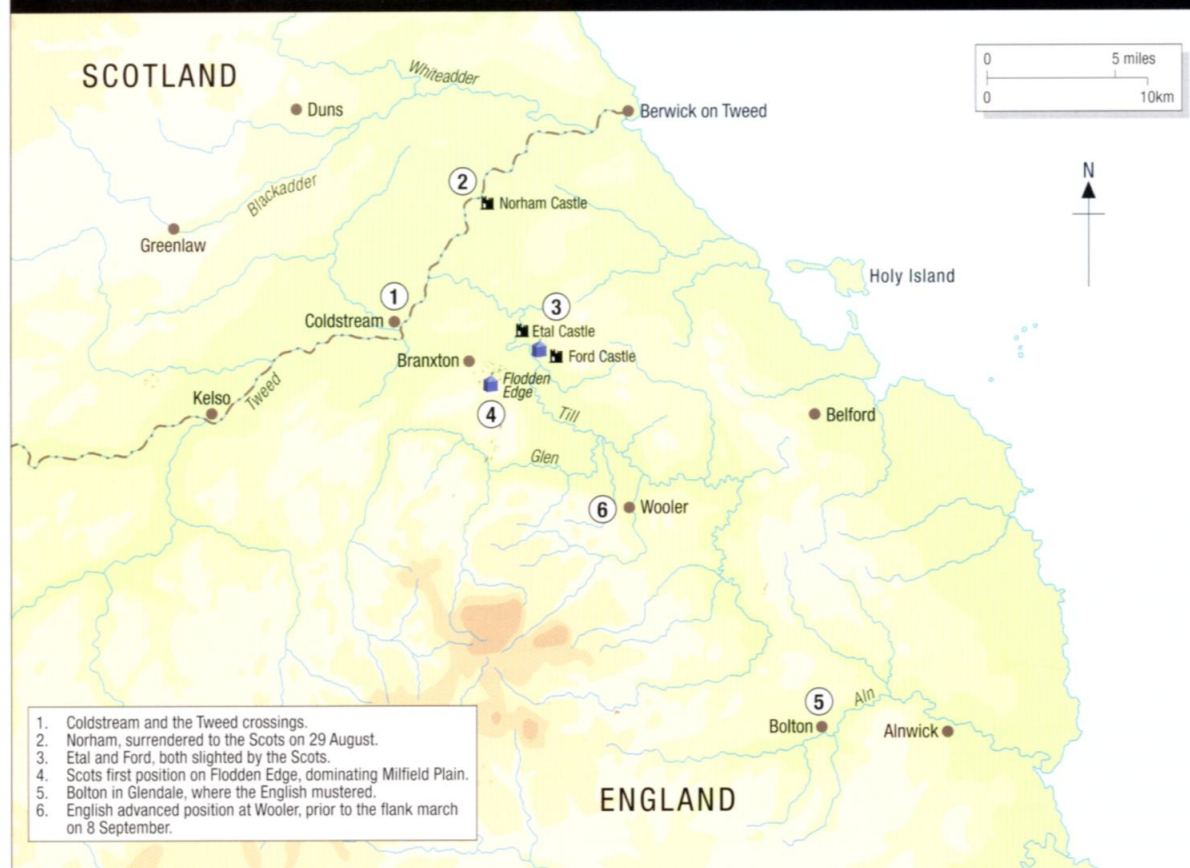 SCOTLAND
Whiteadder
0 5 miles
0 10km
Duns
Berwick on Tweed
N
2
Norham Castle
Blackadder
Greenlaw
Holy Island
1
3
Coldstream
Etal Castle
Branxton
Ford Castle
Flodden
Edge
Kelso
Tweed
4
Till
Belford
Glen
6
Wooler
5
Aln
Bolton
Alnwick
ENGLAND
1. Coldstream and the Tweed crossings.
2. Norham, surrendered to the Scots on 29 August.
3. Etal and Ford, both slighted by the Scots.
4. Scots first position on Flodden Edge, dominating Milfield Plain.
5. Bolton in Glendale, where the English mustered.
6. English advanced position at Wooler, prior to the flank march
on 8 September.